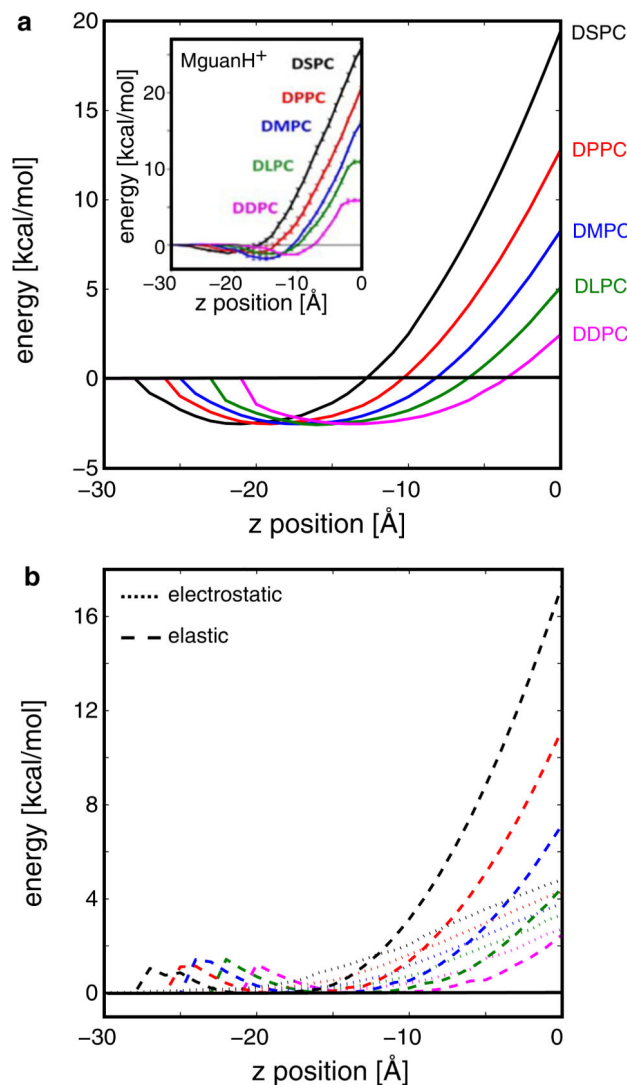 a
20
15
10
5
0
−5
energy [kcal/mol]
−30
−20
−10
0
z position [Å]
DSPC
DPPC
DMPC
DLPC
DDPC
MguanH+
DSPC
DPPC
DMPC
DLPC
DDPC
20
10
0
energy [kcal/mol]
−30
−20
−10
0
z position [Å]
b
electrostatic
elastic
16
12
8
4
0
energy [kcal/mol]
−30
−20
−10
0
z position [Å]